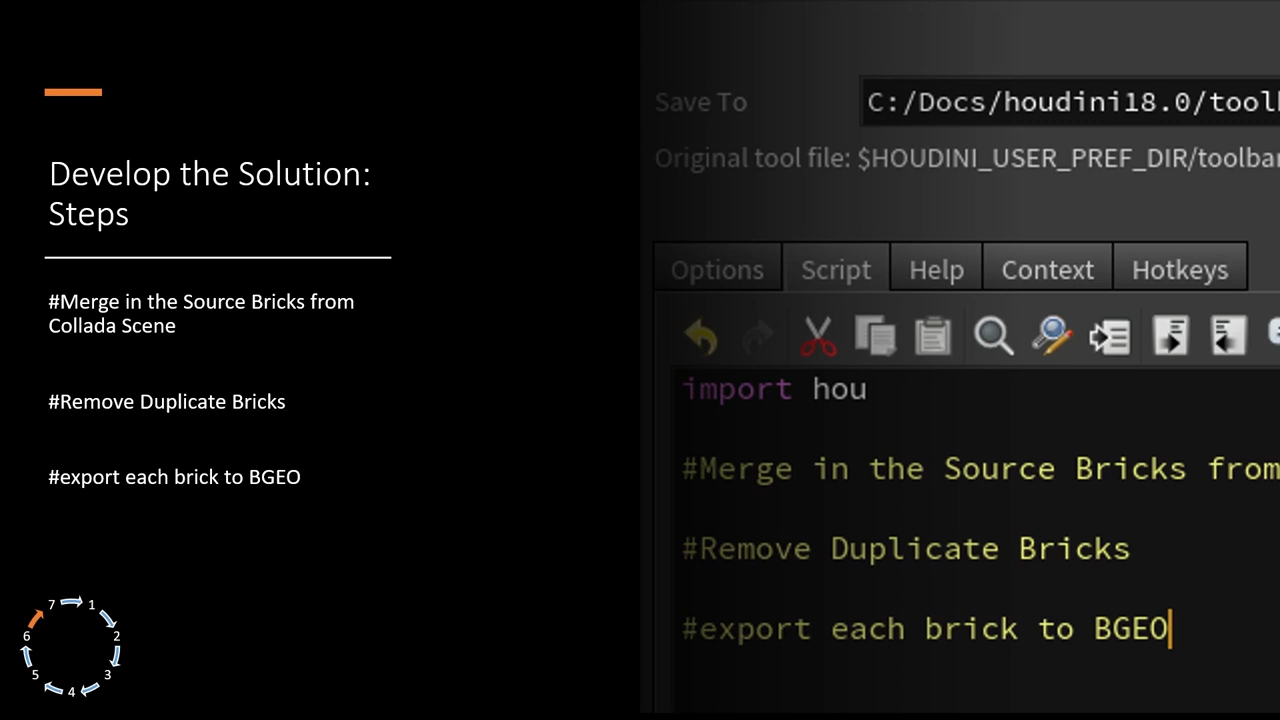 Develop the Solution:
Steps
#Merge in the Source Bricks from
Collada Scene
#Remove Duplicate Bricks
#export each brick to BGEO
7 1
6 2
5 3
4
Save To C:/Docs/houdini18.0/tool
Original tool file: $HOUDINI_USER_PREF_DIR/toolbar
Options Script Help Context Hotkeys
import hou
#Merge in the Source Bricks from
#Remove Duplicate Bricks
#export each brick to BGEO